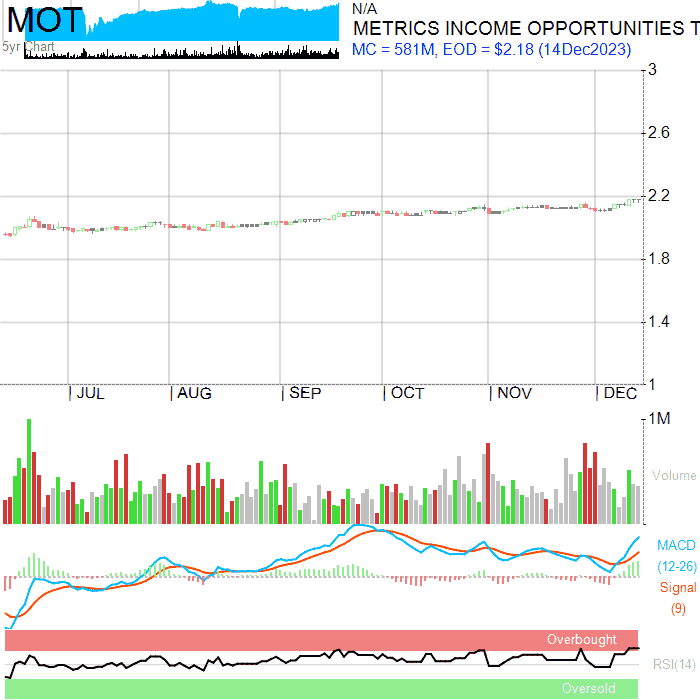 MOT
5yr Chart
N/A
METRICS INCOME OPPORTUNITIES T
MC = 581M, EOD = $2.18 (14Dec2023)
3
2.6
2.2
1.8
1.4
1
JUL AUG SEP OCT NOV DEC
1M
Volume
MACD
(12-26)
Signal
(9)
Overbought
RSI(14)
Oversold